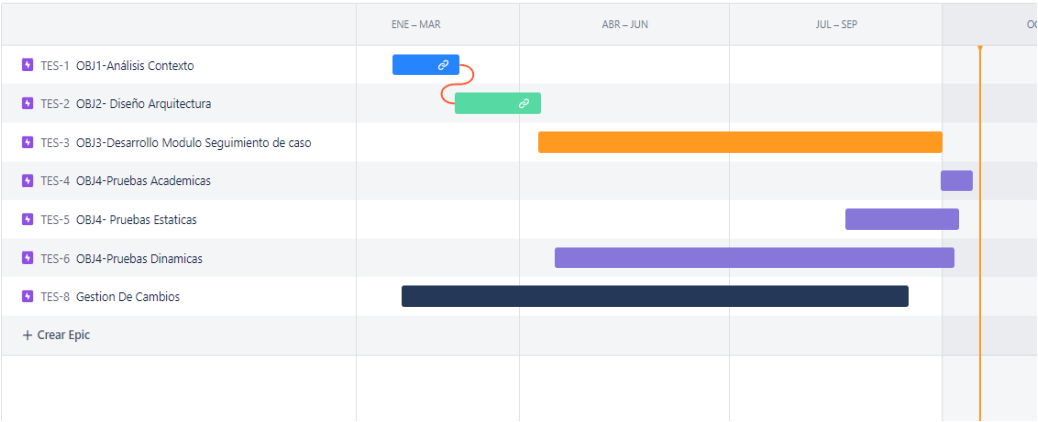 ENE – MAR ABR – JUN JUL – SEP
TES-1 OBJ1-Análisis Contexto
TES-2 OBJ2- Diseño Arquitectura
TES-3 OBJ3-Desarrollo Modulo Seguimiento de caso
TES-4 OBJ4-Pruebas Academicas
TES-5 OBJ4- Pruebas Estaticas
TES-6 OBJ4-Pruebas Dinamicas
TES-8 Gestion De Cambios
+ Crear Epic